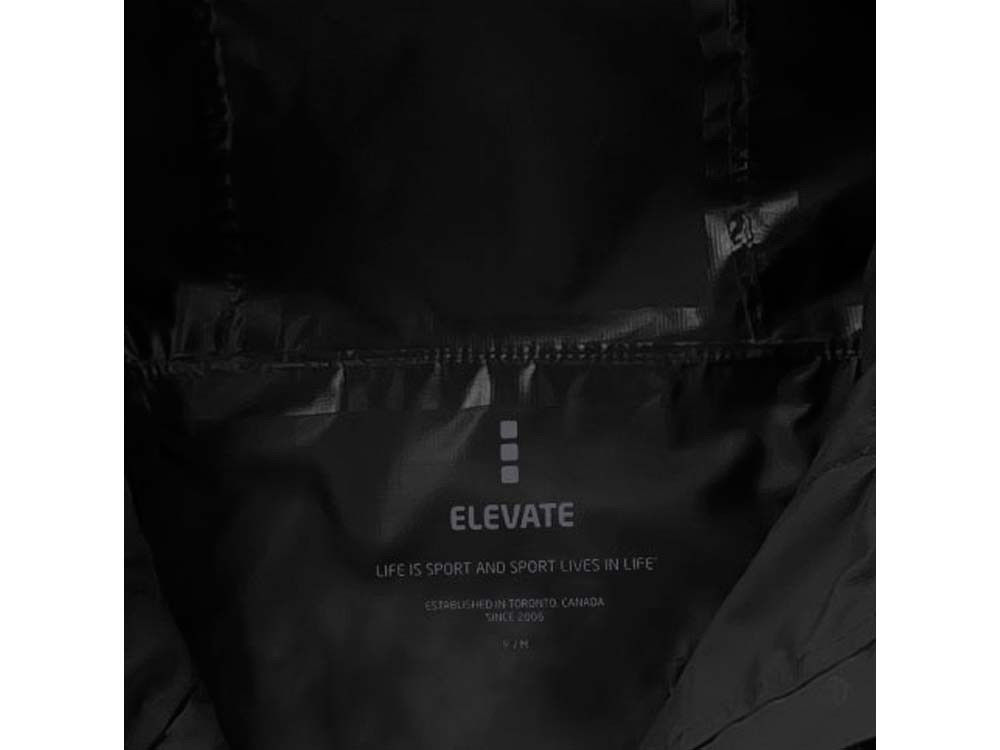 ELEVATE
LIFE IS SPORT AND SPORT LIVES IN LIFE
ESTABLISHED IN TORONTO, CANADA
SINCE 2006